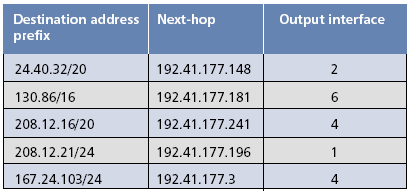 Destination address prefix Next-hop Output interface
24.40.32/20 192.41.177.148 2
130.86/16 192.41.177.181 6
208.12.16/20 192.41.177.241 4
208.12.21/24 192.41.177.196 1
167.24.103/24 192.41.177.3 4